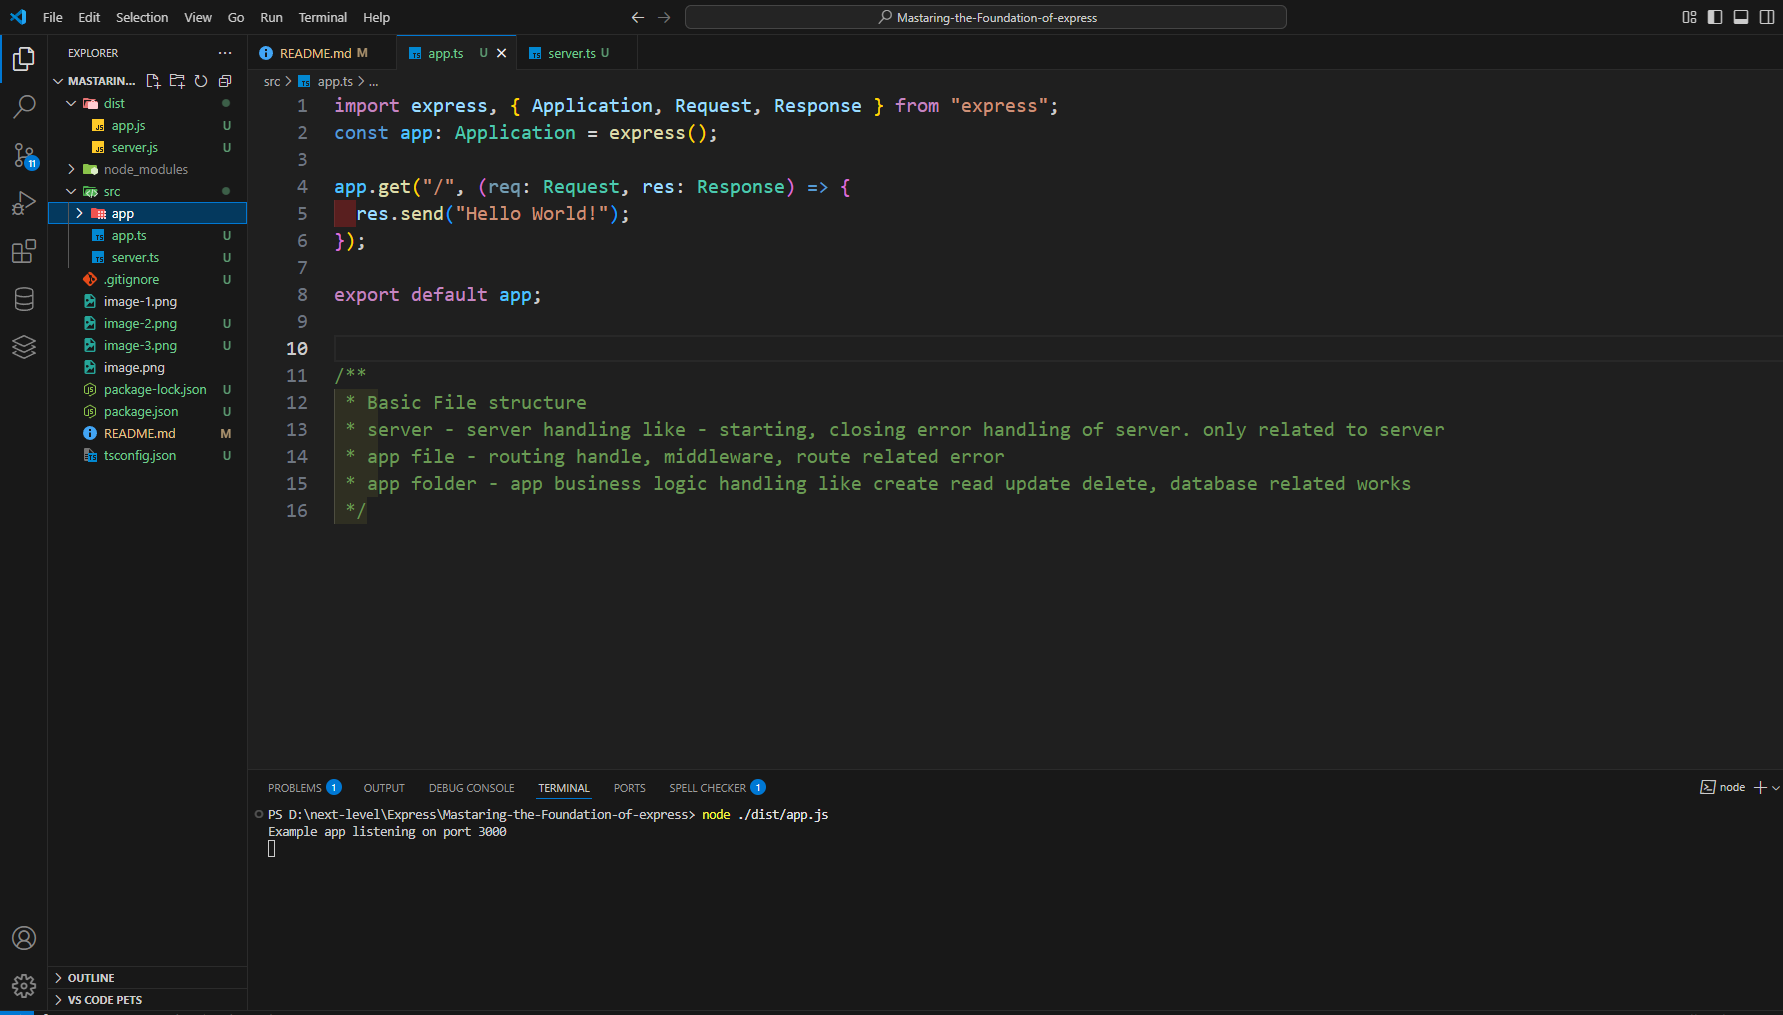 File Edit Selection View Go Run Terminal Help
Mastaring-the-Foundation-of-express
EXPLORER
MASTARIN...
dist
app.js U
server.js U
node_modules
src
app
app.ts U
server.ts U
.gitignore U
image-1.png
image-2.png U
image-3.png U
image.png
package-lock.json U
package.json U
README.md M
tsconfig.json U
11
OUTLINE
VS CODE PETS
README.md M app.ts U server.ts U
src > app.ts > ...
1 import express, { Application, Request, Response } from "express";
2 const app: Application = express();
3
4 app.get("/", (req: Request, res: Response) => {
5 res.send("Hello World!");
6 });
7
8 export default app;
9
10
11 /**
12 * Basic File structure
13 * server - server handling like - starting, closing error handling of server. only related to server
14 * app file - routing handle, middleware, route related error
15 * app folder - app business logic handling like create read update delete, database related works
16 */
PROBLEMS 1 OUTPUT DEBUG CONSOLE TERMINAL PORTS SPELL CHECKER 1 node
PS D:\next-level\Express\Mastaring-the-Foundation-of-express> node ./dist/app.js
Example app listening on port 3000